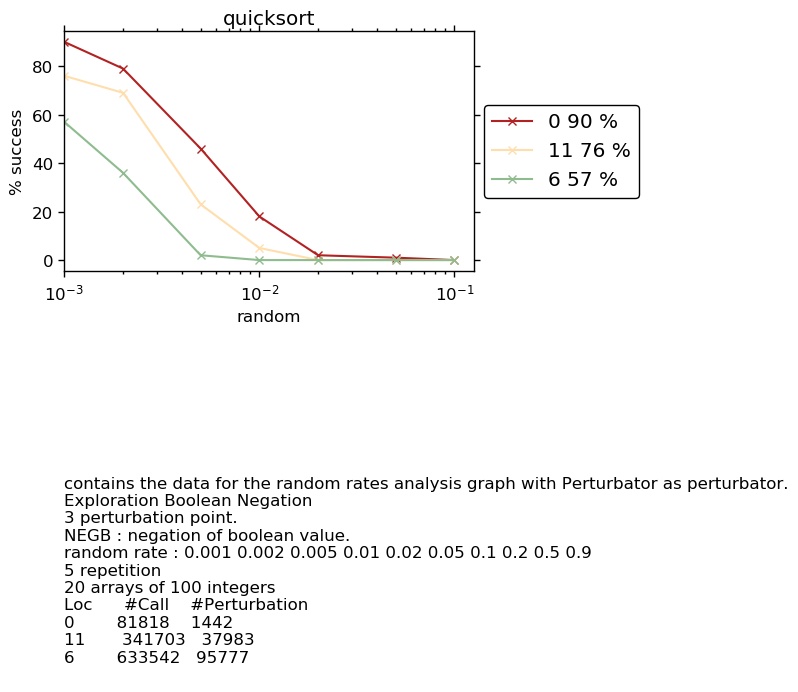 quicksort
80
60
40
20
0
% success
10⁻³ 10⁻² 10⁻¹
random
0 90 %
11 76 %
6 57 %
contains the data for the random rates analysis graph with Perturbator as perturbator.
Exploration Boolean Negation
3 perturbation point.
NEGB : negation of boolean value.
random rate : 0.001 0.002 0.005 0.01 0.02 0.05 0.1 0.2 0.5 0.9
5 repetition
20 arrays of 100 integers
Loc #Call #Perturbation
0 81818 1442
11 341703 37983
6 633542 95777